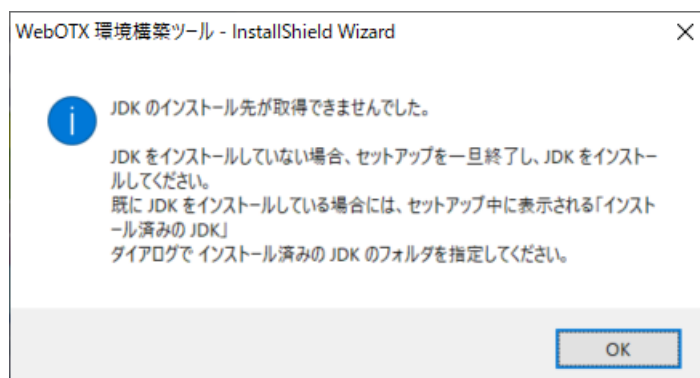 WebOTX 環境構築ツール - InstallShield Wizard
JDK のインストール先が取得できませんでした。
JDK をインストールしていない場合、セットアップを一旦終了し、JDK をインストー
ルしてください。
既に JDK をインストールしている場合には、セットアップ中に表示される「インスト
ール済みの JDK」
ダイアログで インストール済みの JDK のフォルダを指定してください。
OK